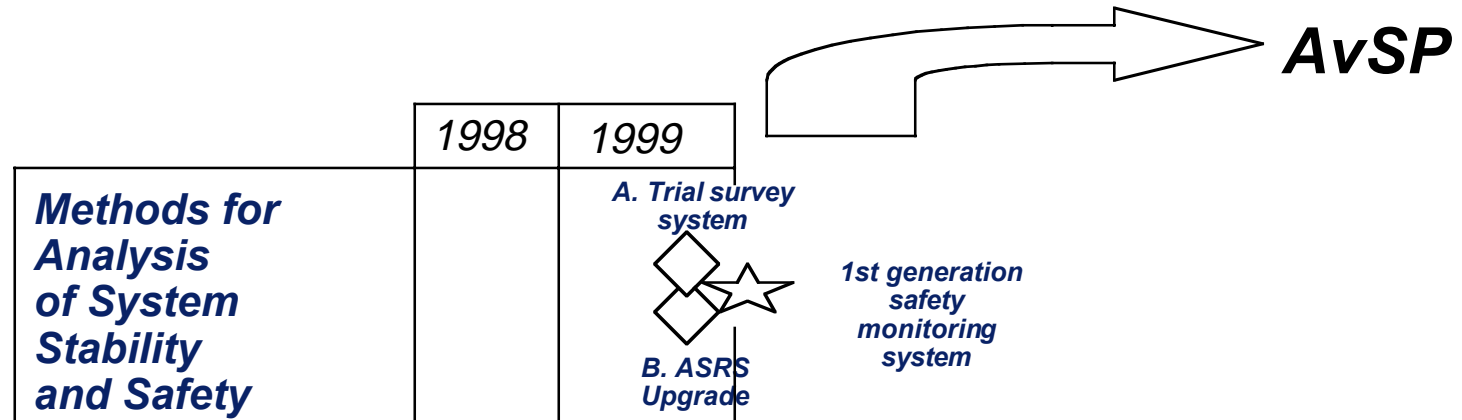 AvSP
1998
1999
Methods for
Analysis
of System
Stability
and Safety
A. Trial survey
system
1st generation
safety
monitoring
system
B. ASRS
Upgrade